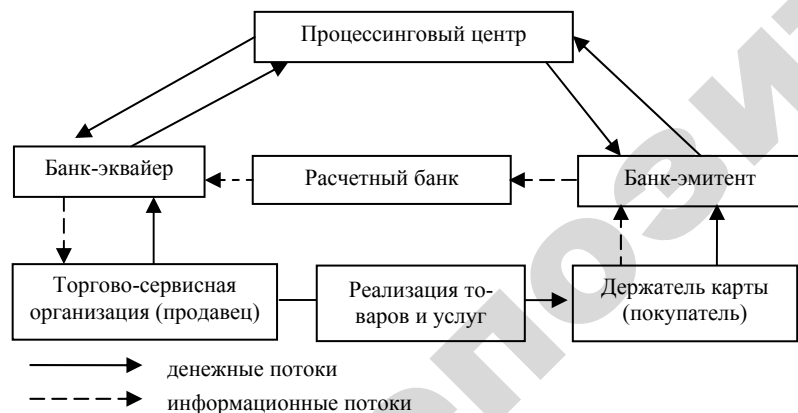 Процессинговый центр
Банк-эквайер
Расчетный банк
Банк-эмитент
Торгово-сервисная
организация (продавец)
Реализация то-
варов и услуг
Держатель карты
(покупатель)
денежные потоки
информационные потоки
позит